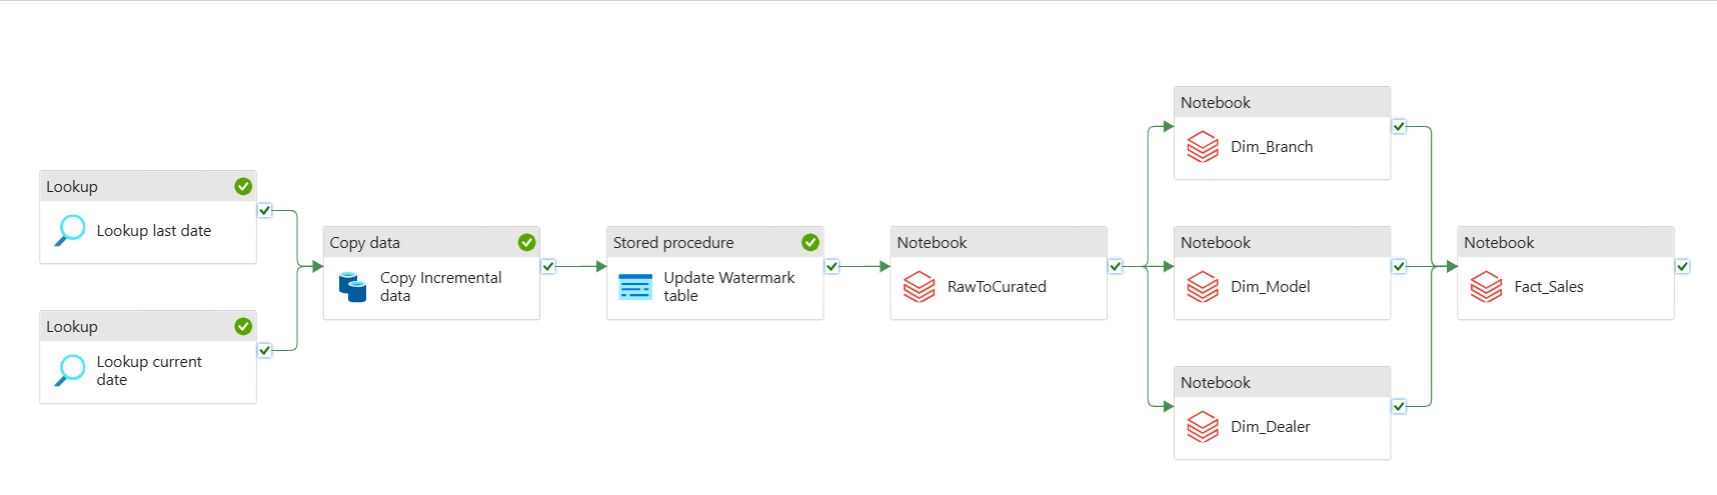 Lookup
Lookup last date
Lookup
Lookup current
date
Copy data
Copy Incremental
data
Stored procedure
Update Watermark
table
Notebook
RawToCurated
Notebook
Dim_Branch
Notebook
Dim_Model
Notebook
Dim_Dealer
Notebook
Fact_Sales